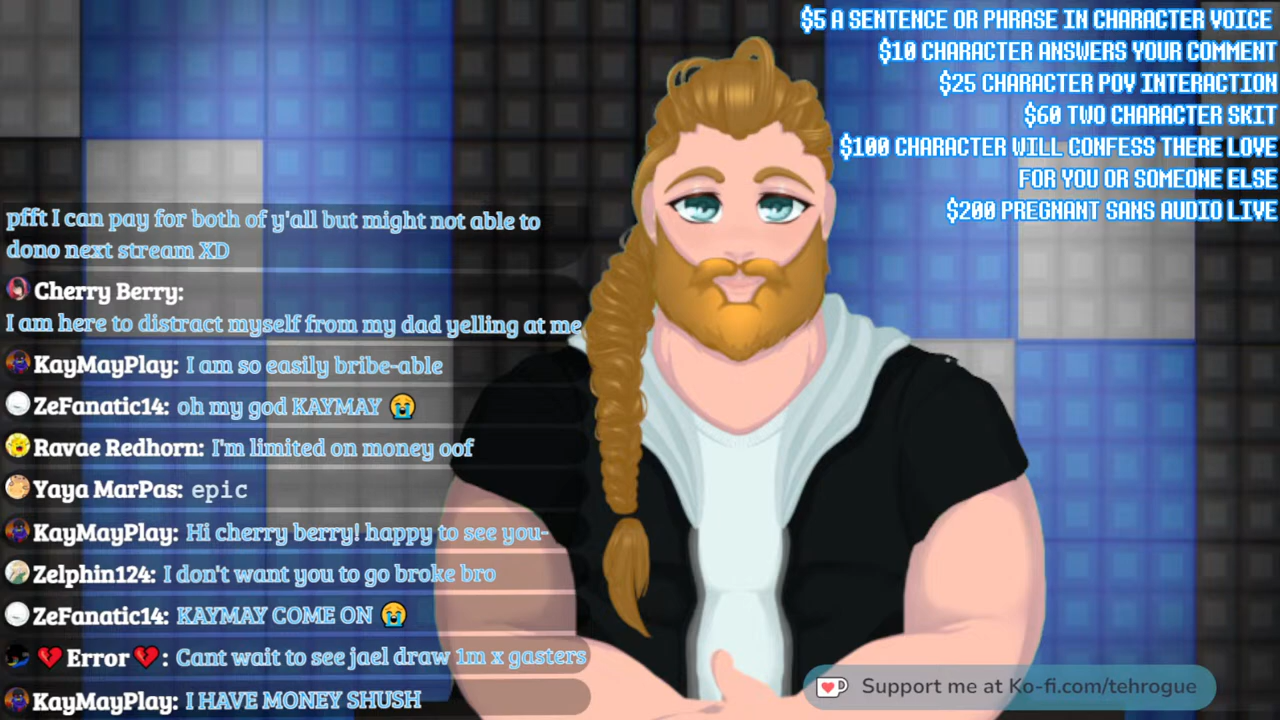 $5 A SENTENCE OR PHRASE IN CHARACTER VOICE
$10 CHARACTER ANSWERS YOUR COMMENT
$25 CHARACTER POV INTERACTION
$60 TWO CHARACTER SKIT
$100 CHARACTER WILL CONFESS THERE LOVE
FOR YOU OR SOMEONE ELSE
$200 PREGNANT SANS AUDIO LIVE
pfft I can pay for both of y'all but might not able to
dono next stream XD
Cherry Berry:
I am here to distract myself from my dad yelling at me
KayMayPlay: I am so easily bribe-able
ZeFanatic14: oh my god KAYMAY 😭
Ravae Redhorn: I'm limited on money oof
Yaya MarPas: epic
KayMayPlay: Hi cherry berry! happy to see you-
Zelphin124: I don't want you to go broke bro
ZeFanatic14: KAYMAY COME ON 😭
💔 Error 💔: Cant wait to see jael draw 1m x gasters
KayMayPlay: I HAVE MONEY SHUSH
Support me at Ko-fi.com/tehrogue